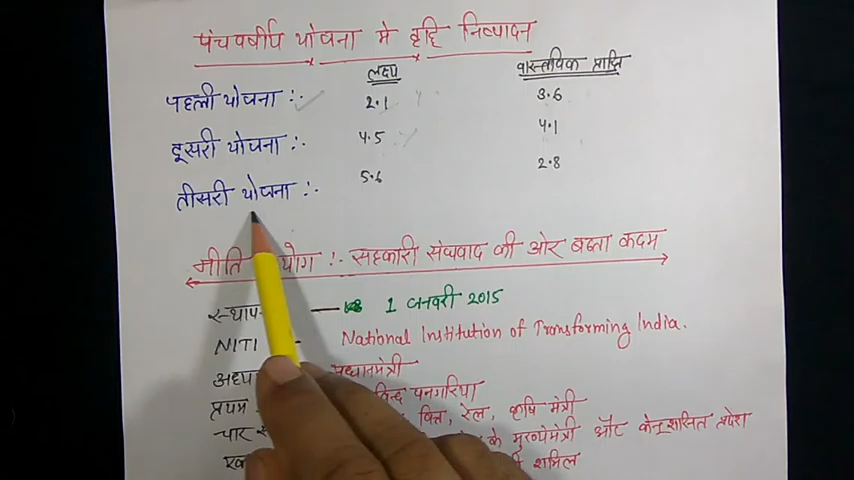 पंचवर्षीय योजना मे वृद्धि निष्पादन
लक्ष्य वास्तविक प्राप्ति
पहली योजना :- 2.1 3.6
दूसरी योजना :- 4.5 4.1
तीसरी योजना :- 5.6 2.8
नीति योग :- सहकारी संघवाद की ओर बढता कदम
1 जनवरी 2015
NITI - National Institution of Transforming India.
प्रधानमंत्री
पनगरिया
वित्त, रेल, कृषि मंत्री
चार के मुख्यमंत्री और केन्द्रशासित प्रदेश
शामिल